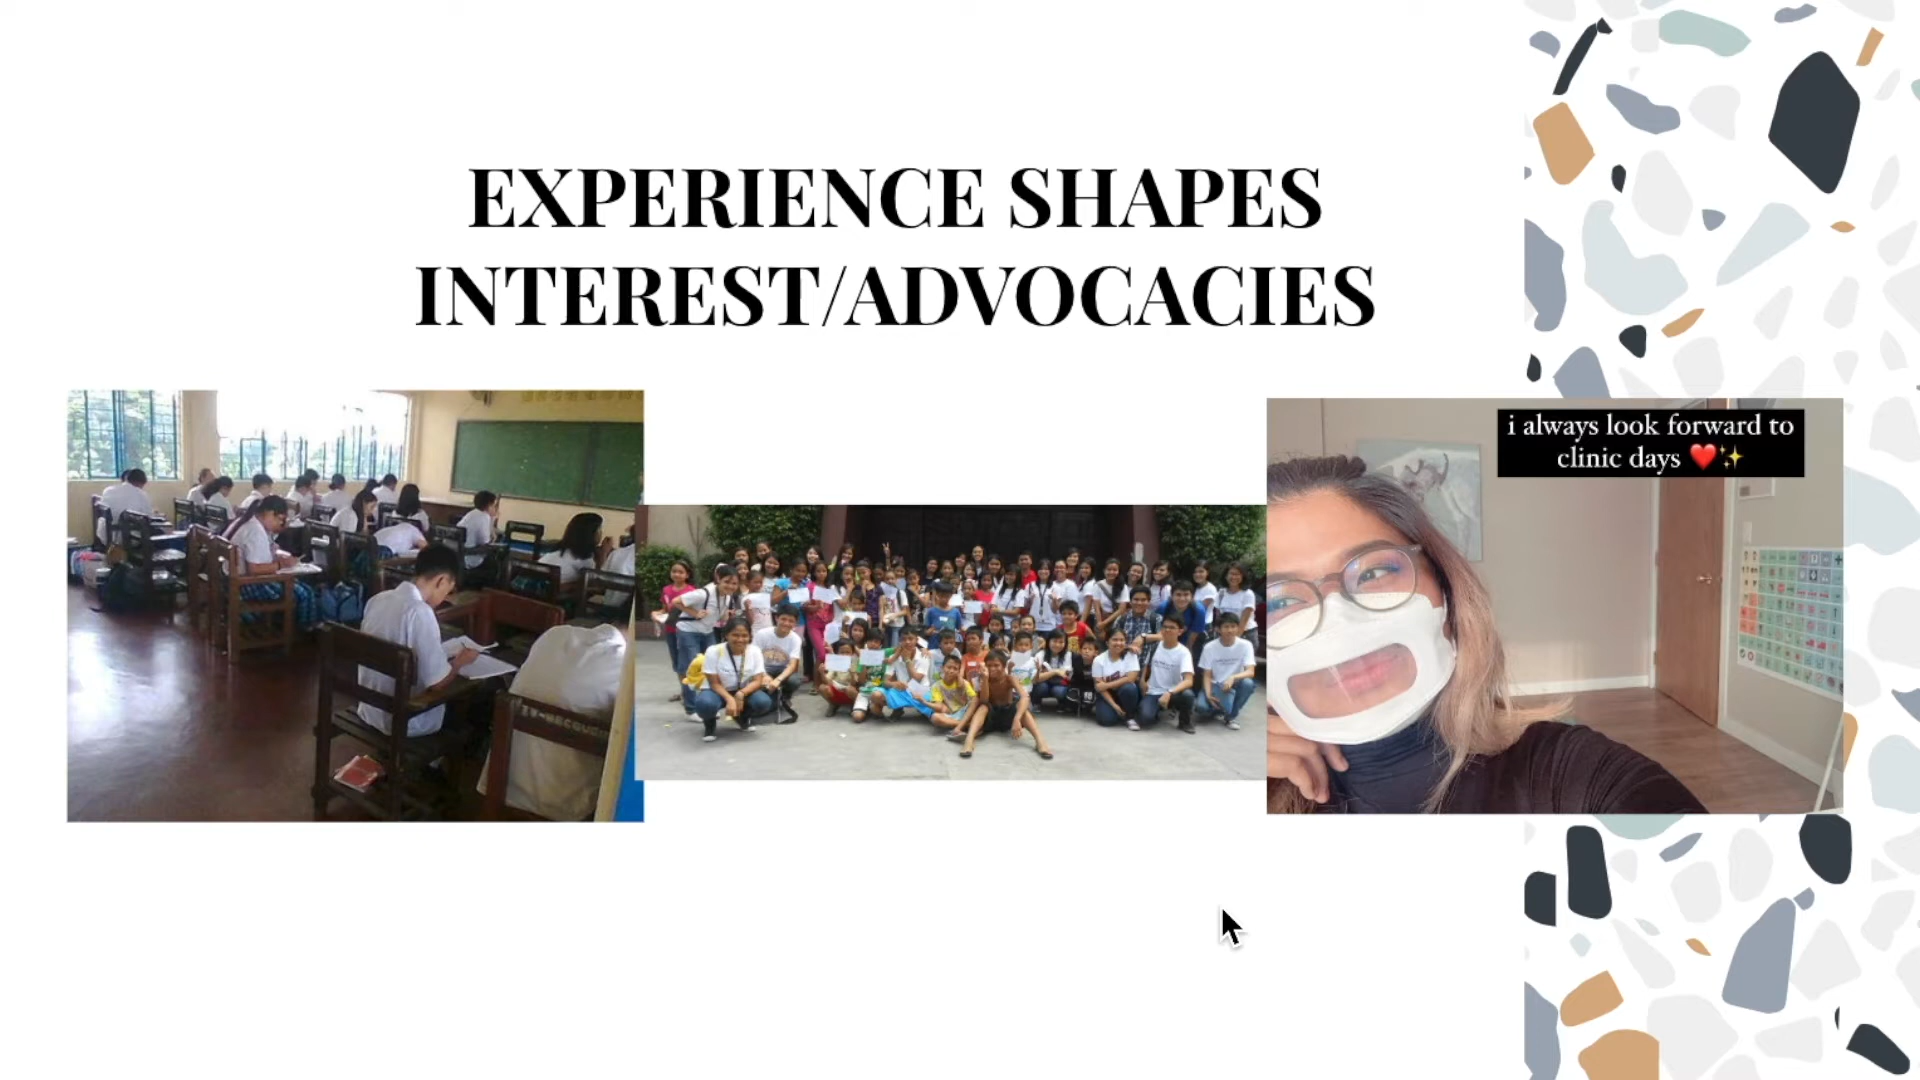 EXPERIENCE SHAPES
INTEREST/ADVOCACIES
i always look forward to
clinic days ❤️✨